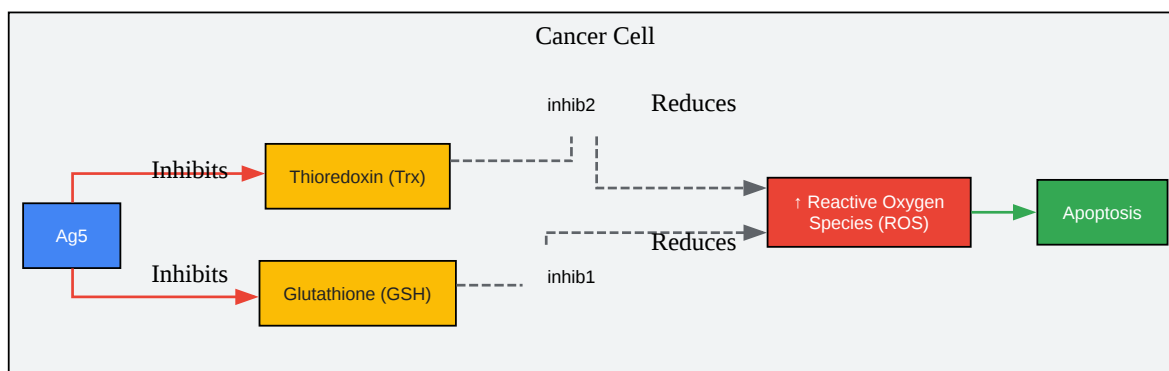 Cancer Cell
inhib2
Reduces
Inhibits
Thioredoxin (Trx)
↑ Reactive Oxygen
Species (ROS)
Apoptosis
Ag5
Reduces
Inhibits
Glutathione (GSH)
inhib1